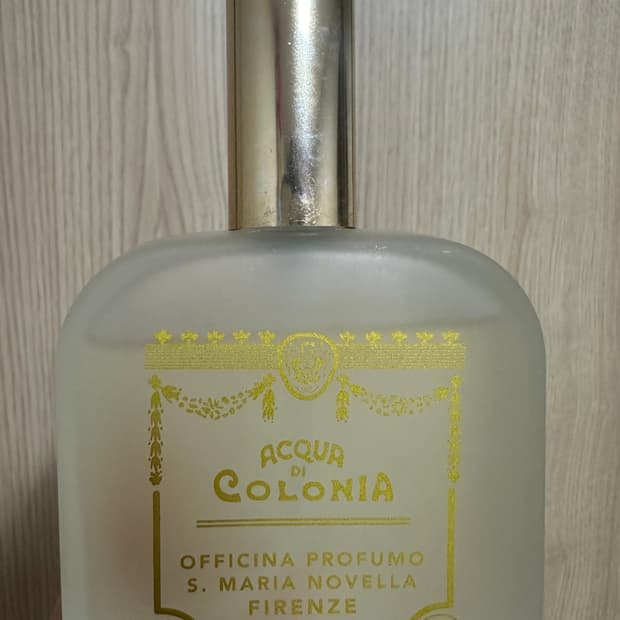 ACQUA
DI
COLONIA
OFFICINA PROFUMO
S. MARIA NOVELLA
FIRENZE